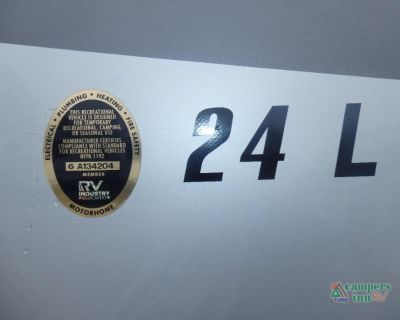 ELECTRICAL • PLUMBING • HEATING • FIRE SAFETY
THIS RECREATIONAL
VEHICLE IS DESIGNED
FOR TEMPORARY
RECREATIONAL, CAMPING,
OR SEASONAL USE
MANUFACTURER CERTIFIES
COMPLIANCE WITH STANDARD
FOR RECREATIONAL VEHICLES
NFPA 1192
G A134204
MEMBER
RV
INDUSTRY
ASSOCIATION
MOTORHOME
24 L
campers
inn RV